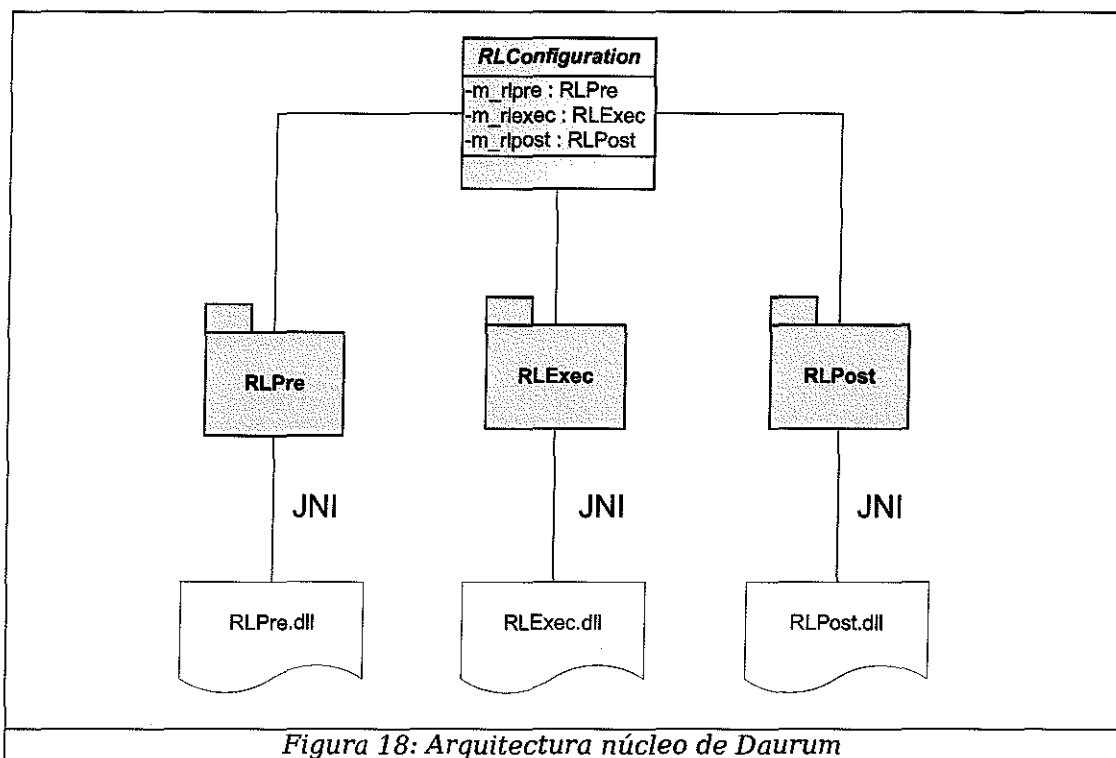 RLConfiguration
-m_rlpre : RLPre
-m_rlexec : RLExec
-m_rlpost : RLPost
RLPre
RLExec
RLPost
JNI
JNI
JNI
RLPre.dll
RLExec.dll
RLPost.dll
Figura 18: Arquitectura núcleo de Daurum